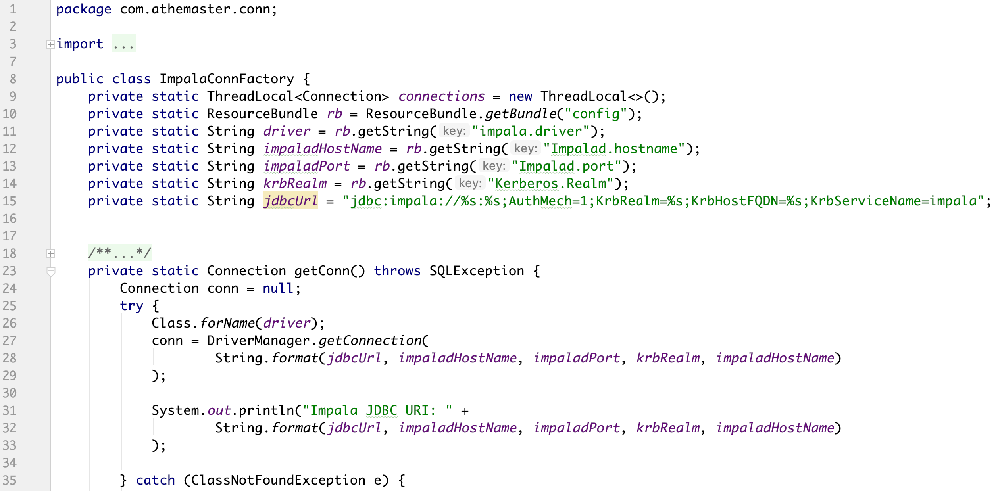 1 package com.athemaster.conn;
2
3 import ...
7
8 public class ImpalaConnFactory {
9 private static ThreadLocal<Connection> connections = new ThreadLocal<>();
10 private static ResourceBundle rb = ResourceBundle.getBundle("config");
11 private static String driver = rb.getString( key: "impala.driver");
12 private static String impaladHostName = rb.getString( key: "Impalad.hostname");
13 private static String impaladPort = rb.getString( key: "Impalad.port");
14 private static String krbRealm = rb.getString( key: "Kerberos.Realm");
15 private static String jdbcUrl = "jdbc:impala://%s:%s;AuthMech=1;KrbRealm=%s;KrbHostFQDN=%s;KrbServiceName=impala";
16
17
18 /**...*/
23 private static Connection getConn() throws SQLException {
24 Connection conn = null;
25 try {
26 Class.forName(driver);
27 conn = DriverManager.getConnection(
28 String.format(jdbcUrl, impaladHostName, impaladPort, krbRealm, impaladHostName)
29 );
30
31 System.out.println("Impala JDBC URI: " +
32 String.format(jdbcUrl, impaladHostName, impaladPort, krbRealm, impaladHostName)
33 );
34
35 } catch (ClassNotFoundException e) {